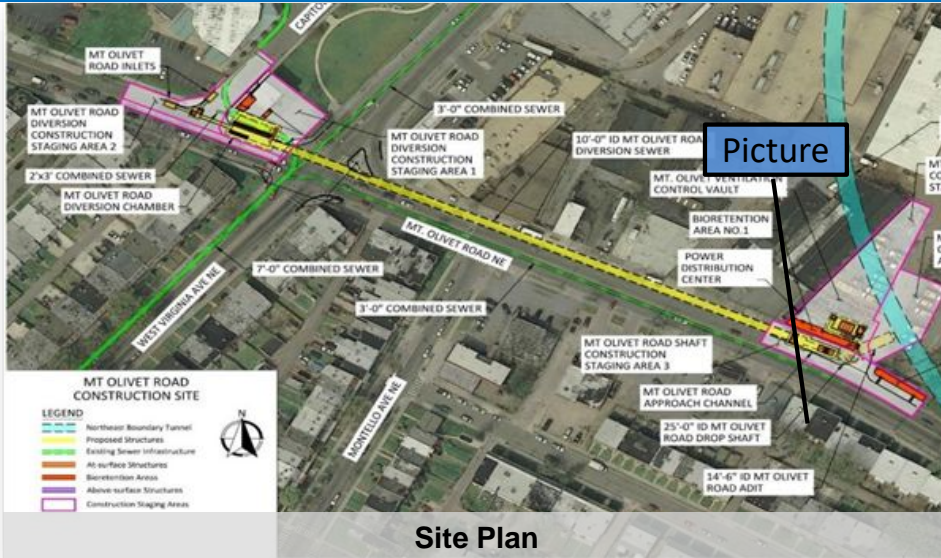 CAPITO
MT OLIVET
ROAD INLETS
MT OLIVET ROAD
DIVERSION
CONSTRUCTION
STAGING AREA 2
2'x3' COMBINED SEWER
MT OLIVET ROAD
DIVERSION CHAMBER
3'-0" COMBINED SEWER
MT OLIVET ROAD
DIVERSION
CONSTRUCTION
STAGING AREA 1
10'-0" ID MT OLIVET ROA
DIVERSION SEWER
Picture
MT. OLIVET VENTILATION
CONTROL VAULT
BIORETENTION
AREA NO.1
POWER
DISTRIBUTION
CENTER
MT. OLIVET ROAD NE
7'-0" COMBINED SEWER
WEST VIRGINIA AVE NE
3'-0" COMBINED SEWER
MONTELLO AVE NE
MT OLIVET ROAD SHAFT
CONSTRUCTION
STAGING AREA 3
MT OLIVET ROAD
APPROACH CHANNEL
25'-0" ID MT OLIVET
ROAD DROP SHAFT
14'-6" ID MT OLIVET
ROAD ADIT
MT OLIVET ROAD
CONSTRUCTION SITE
LEGEND
N
Northeast Boundary Tunnel
Proposed Structures
Existing Sewer Infrastructure
At-surface Structures
Bioretention Areas
Above-surface Structures
Construction Staging Areas
Site Plan